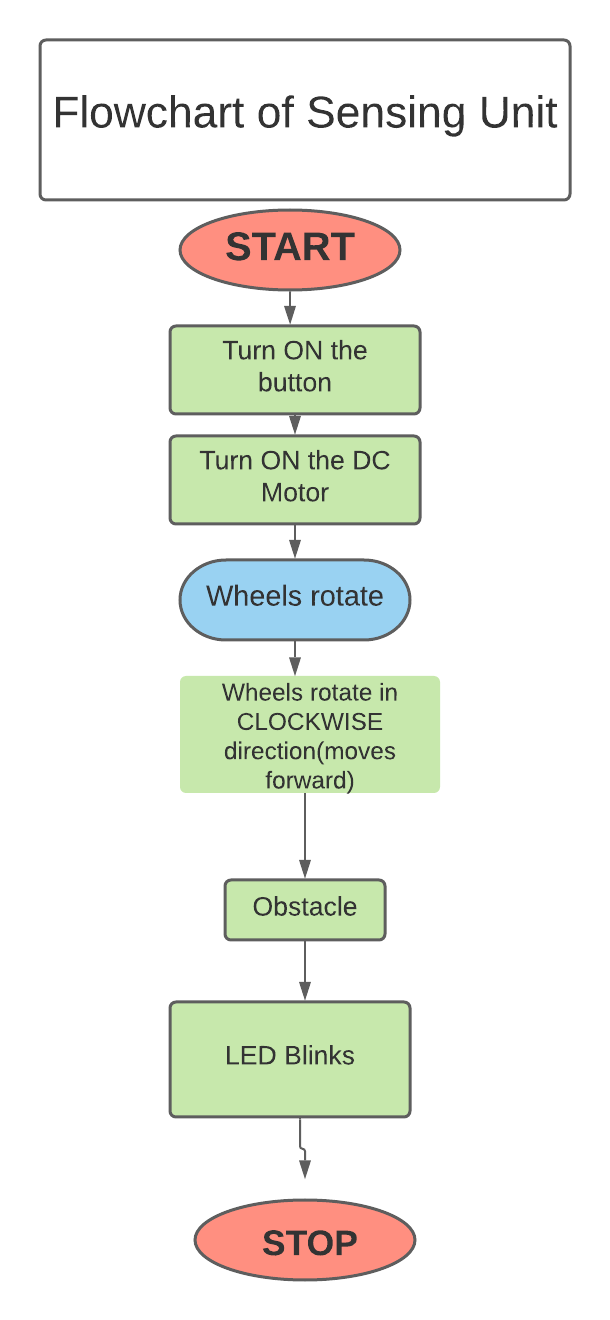 Flowchart of Sensing Unit
START
Turn ON the
button
Turn ON the DC
Motor
Wheels rotate
Wheels rotate in
CLOCKWISE
direction(moves
forward)
Obstacle
LED Blinks
STOP